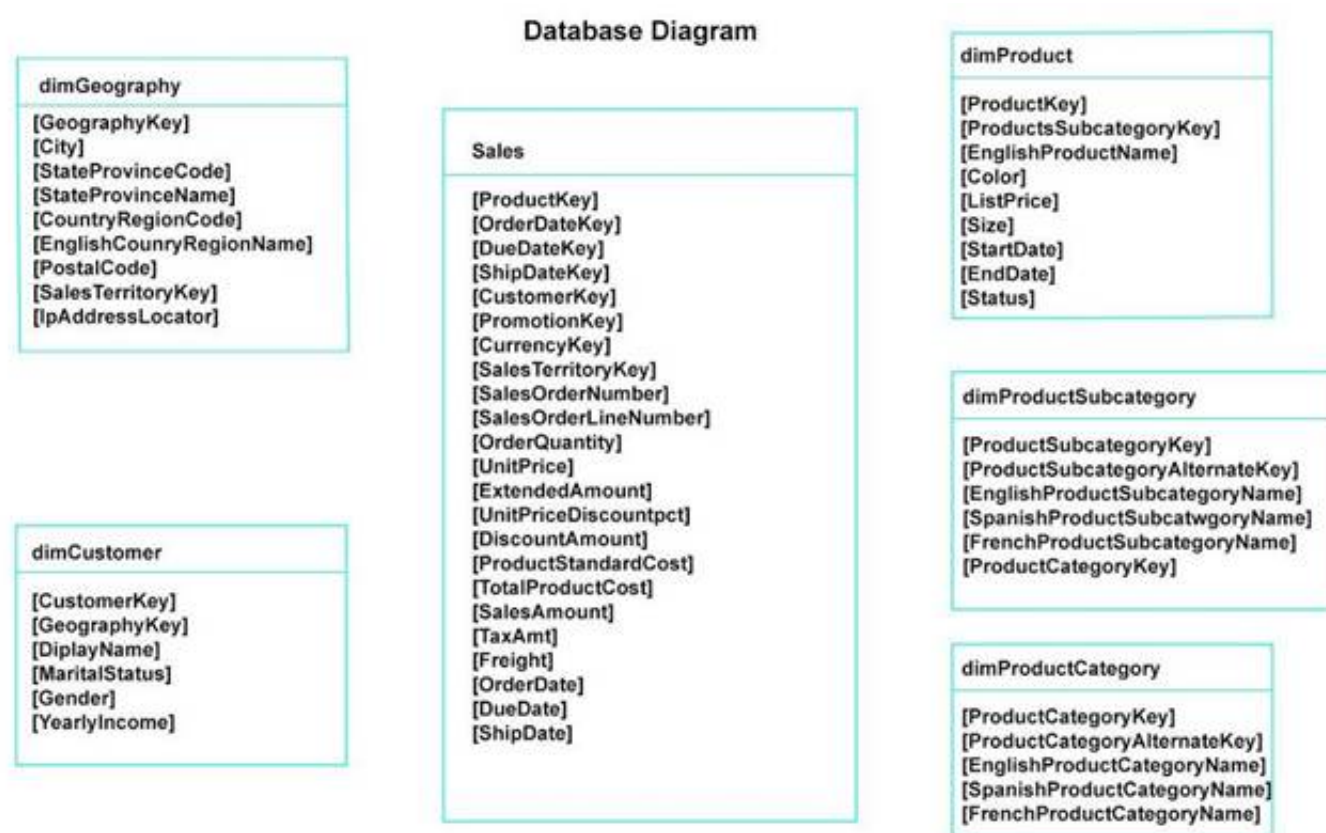 Database Diagram
dimGeography
[GeographyKey]
[City]
[StateProvinceCode]
[StateProvinceName]
[CountryRegionCode]
[EnglishCounryRegionName]
[PostalCode]
[SalesTerritoryKey]
[IpAddressLocator]
dimCustomer
[CustomerKey]
[GeographyKey]
[DiplayName]
[MaritalStatus]
[Gender]
[YearlyIncome]
Sales
[ProductKey]
[OrderDateKey]
[DueDateKey]
[ShipDateKey]
[CustomerKey]
[PromotionKey]
[CurrencyKey]
[SalesTerritoryKey]
[SalesOrderNumber]
[SalesOrderLineNumber]
[OrderQuantity]
[UnitPrice]
[ExtendedAmount]
[UnitPriceDiscountpct]
[DiscountAmount]
[ProductStandardCost]
[TotalProductCost]
[SalesAmount]
[TaxAmt]
[Freight]
[OrderDate]
[DueDate]
[ShipDate]
dimProduct
[ProductKey]
[ProductsSubcategoryKey]
[EnglishProductName]
[Color]
[ListPrice]
[Size]
[StartDate]
[EndDate]
[Status]
dimProductSubcategory
[ProductSubcategoryKey]
[ProductSubcategoryAlternateKey]
[EnglishProductSubcategoryName]
[SpanishProductSubcatwgoryName]
[FrenchProductSubcategoryName]
[ProductCategoryKey]
dimProductCategory
[ProductCategoryKey]
[ProductCategoryAlternateKey]
[EnglishProductCategoryName]
[SpanishProductCategoryName]
[FrenchProductCategoryName]